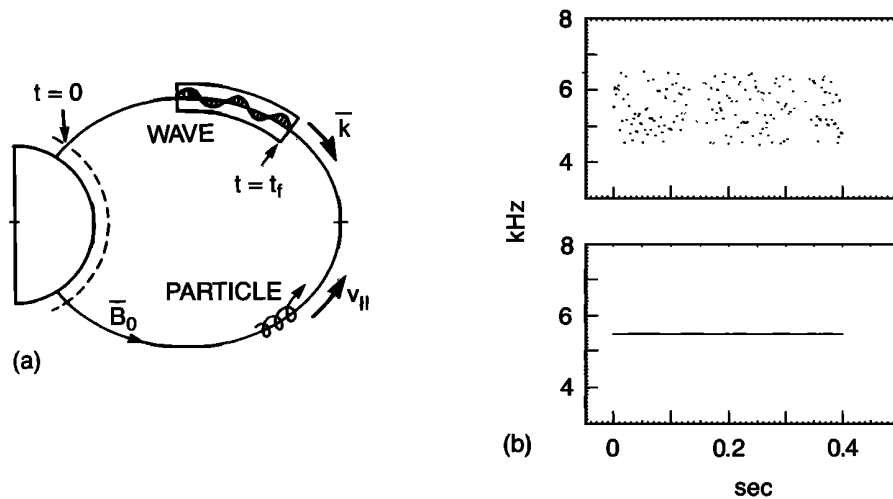 t = 0
WAVE
k̅
t = t_f
PARTICLE
v_||
B̅₀
(a)
8
6
4
8
6
4
kHz
0
0.2
0.4
sec
(b)